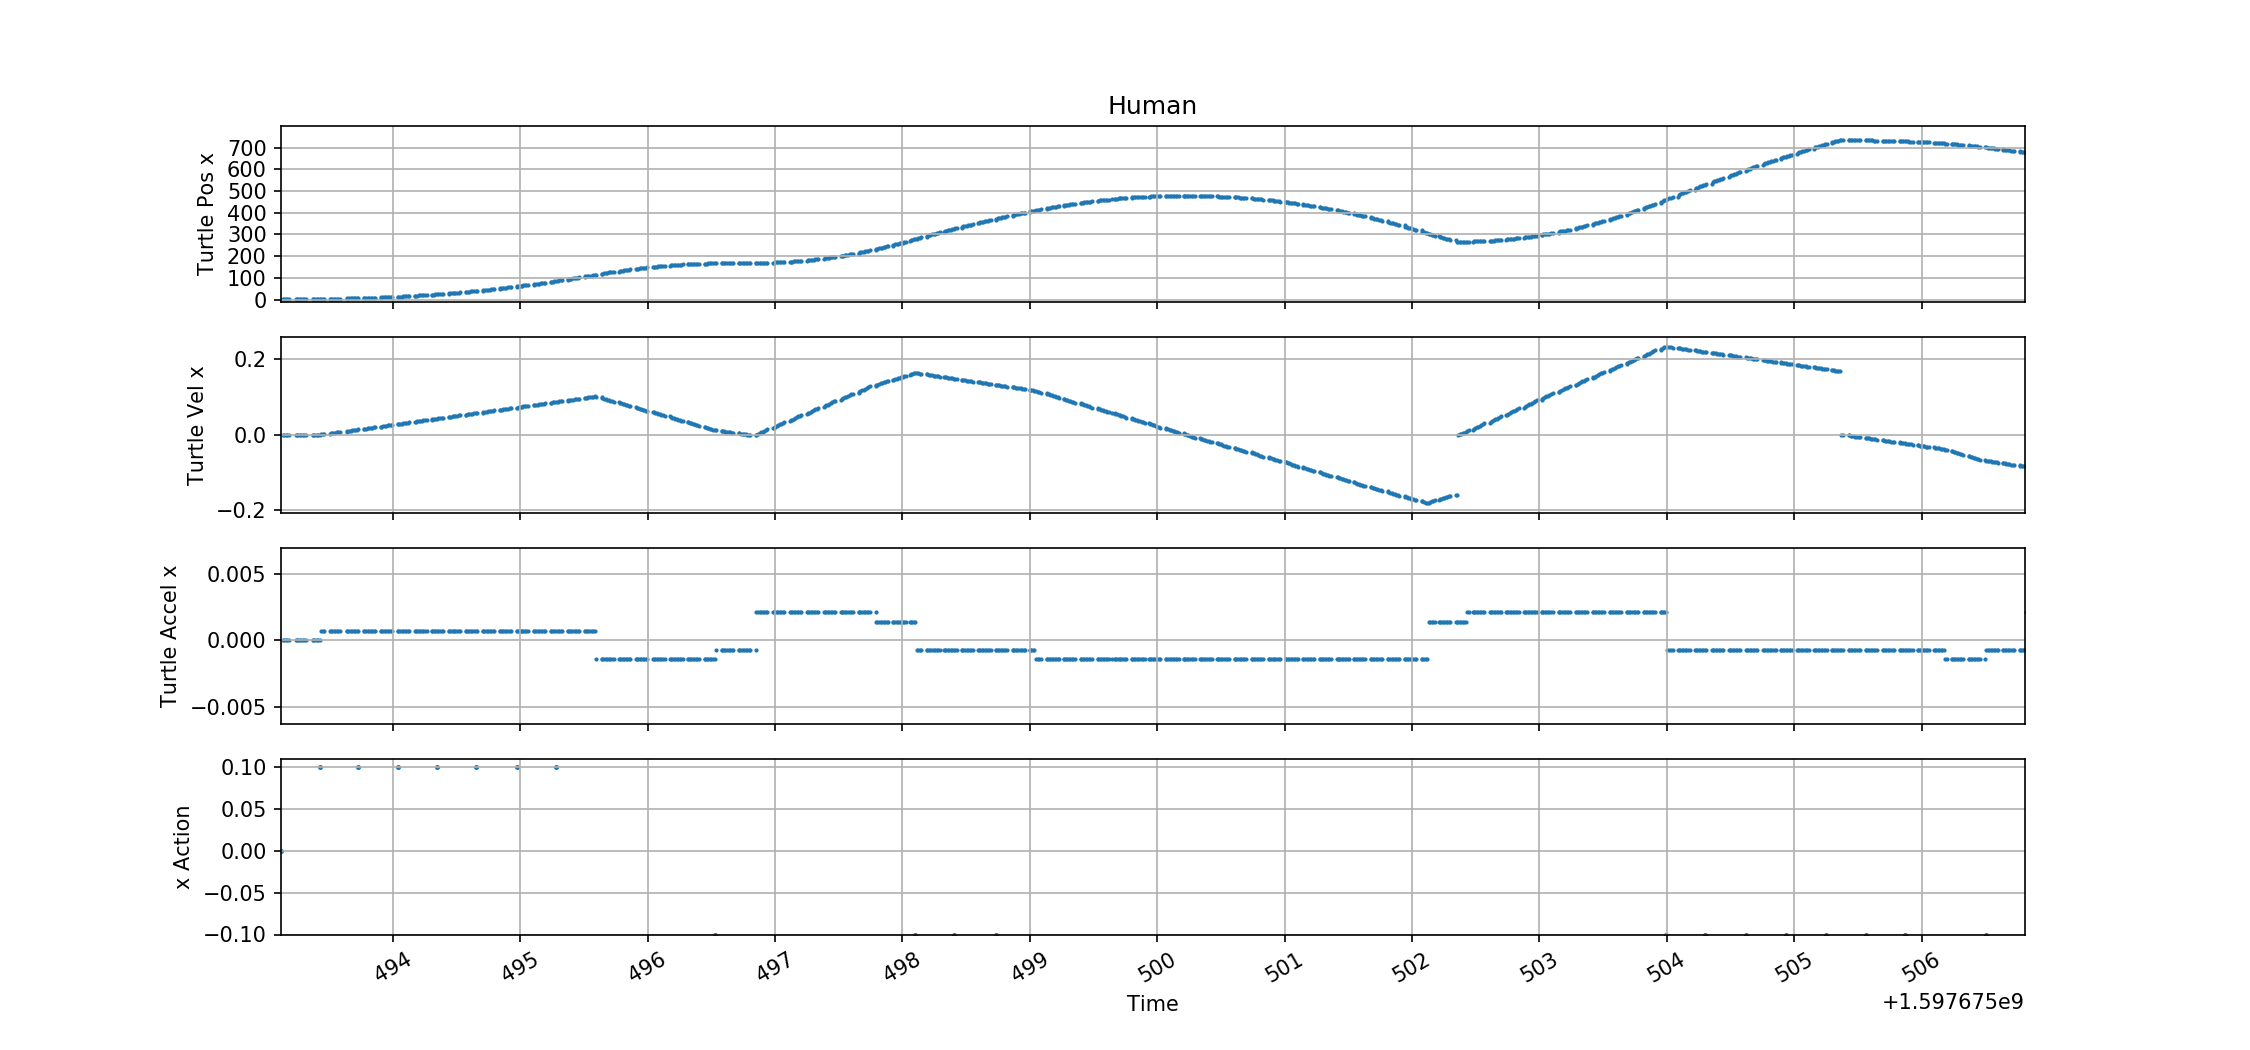 Human
Turtle Pos x
700
600
500
400
300
200
100
0
Turtle Vel x
0.2
0.0
−0.2
Turtle Accel x
0.005
0.000
−0.005
x Action
0.10
0.05
0.00
−0.05
−0.10
494 495 496 497 498 499 500 501 502 503 504 505 506
Time
+1.597675e9